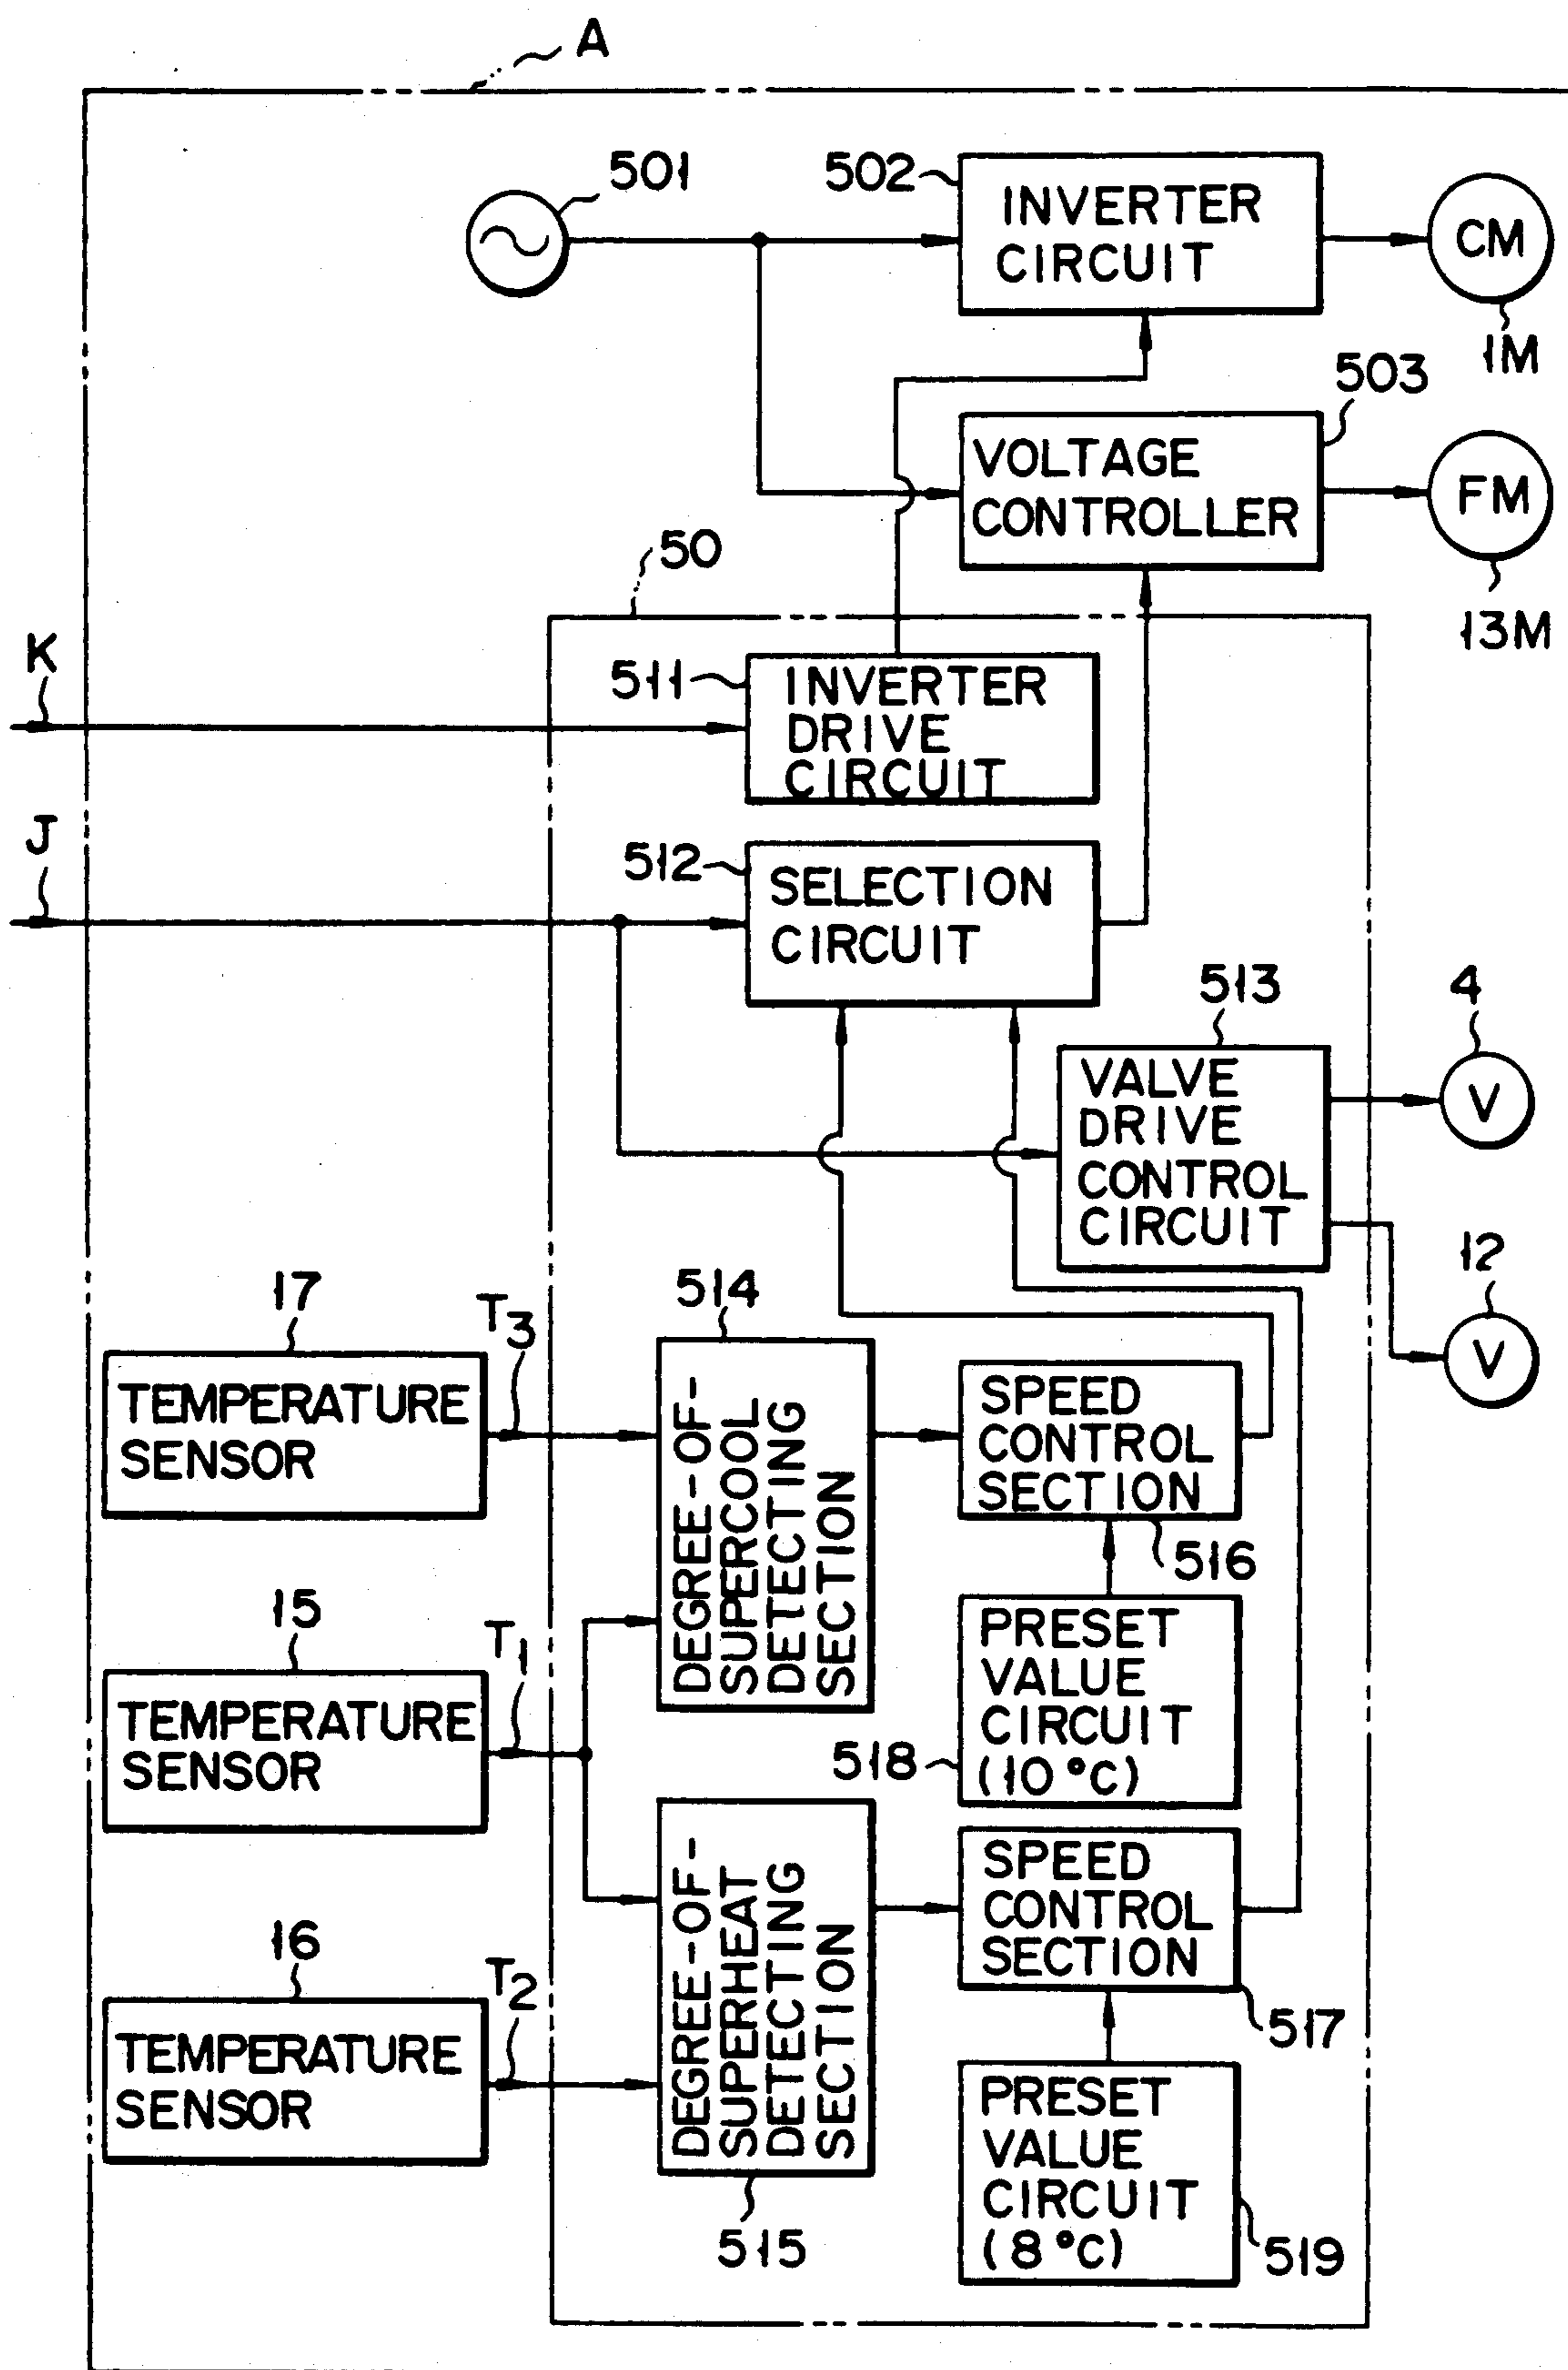 A
501
502
INVERTER
CIRCUIT
CM
1M
503
VOLTAGE
CONTROLLER
FM
13M
50
K
511
INVERTER
DRIVE
CIRCUIT
J
512
SELECTION
CIRCUIT
513
VALVE
DRIVE
CONTROL
CIRCUIT
4
V
12
V
17
T3
TEMPERATURE
SENSOR
514
DEGREE-OF-
SUPERCOOL
DETECTING
SECTION
SPEED
CONTROL
SECTION
516
15
T1
TEMPERATURE
SENSOR
PRESET
VALUE
CIRCUIT
(10°C)
518
16
T2
TEMPERATURE
SENSOR
DEGREE-OF-
SUPERHEAT
DETECTING
SECTION
515
SPEED
CONTROL
SECTION
517
PRESET
VALUE
CIRCUIT
(8°C)
519